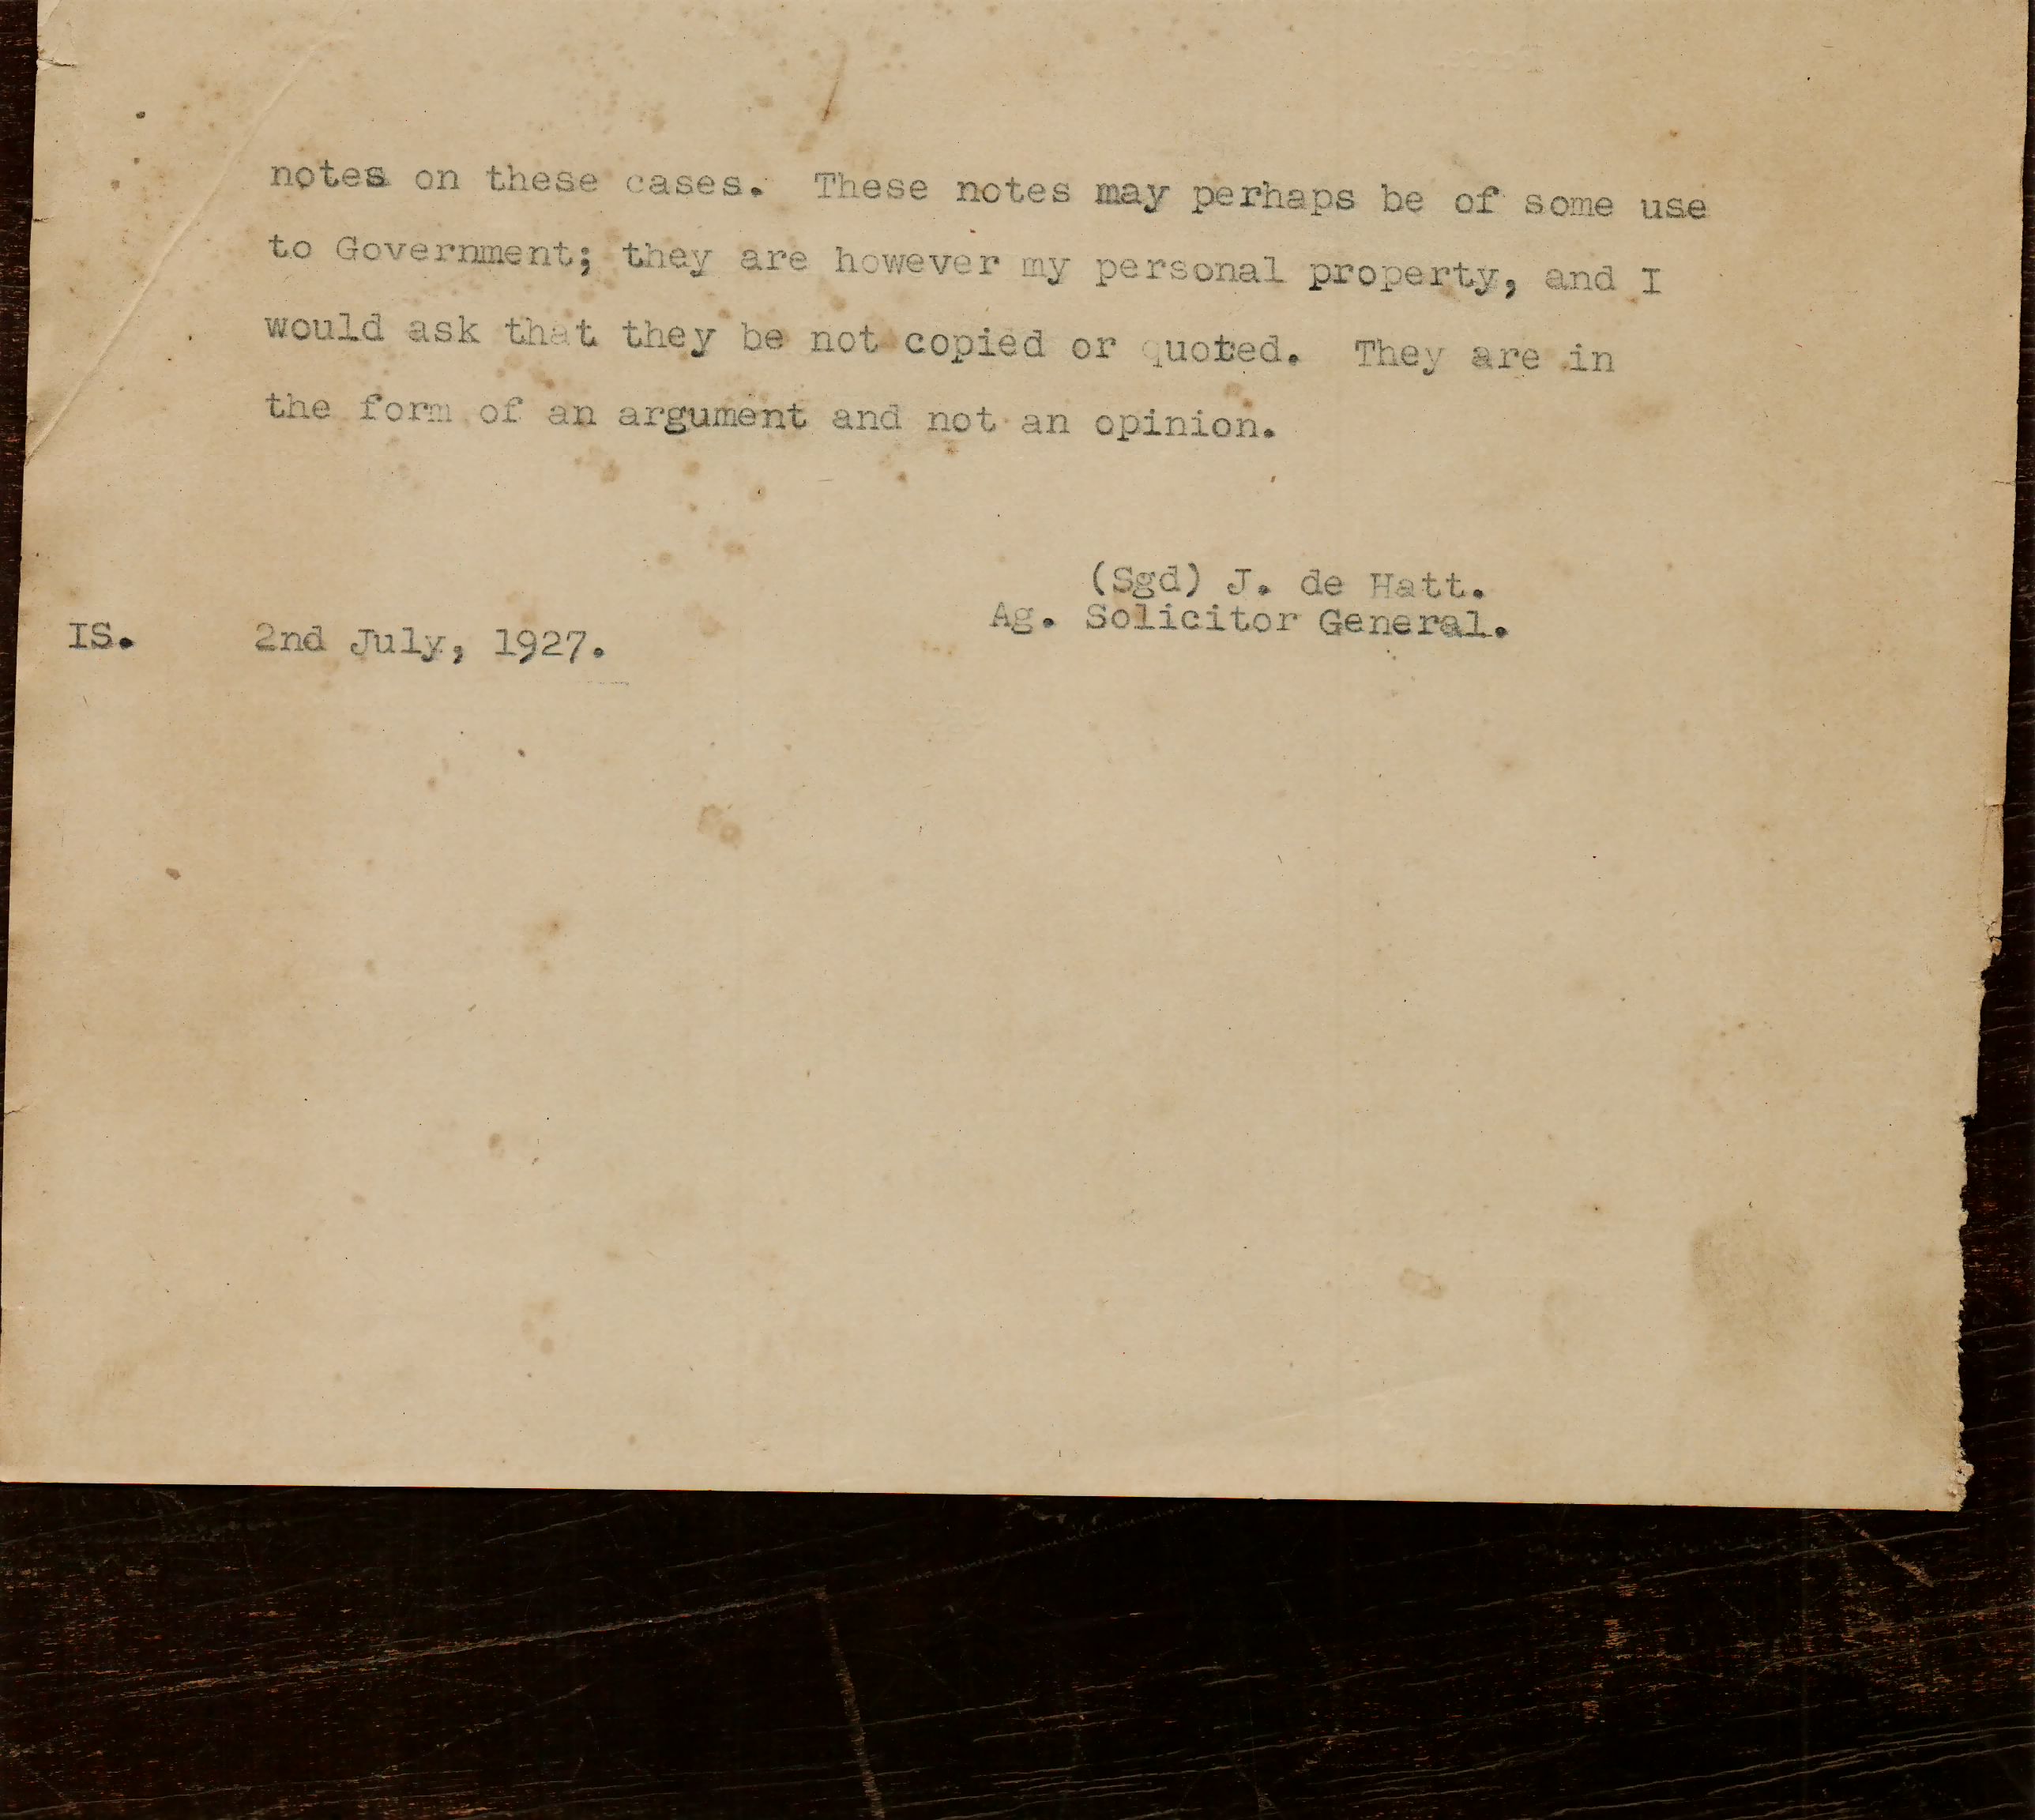 notes on these cases. These notes may perhaps be of some use
to Government; they are however my personal property, and I
would ask that they be not copied or quoted. They are in
the form of an argument and not an opinion.
(Sgd) J. de Hatt.
Ag. Solicitor General.
IS. 2nd July, 1927.